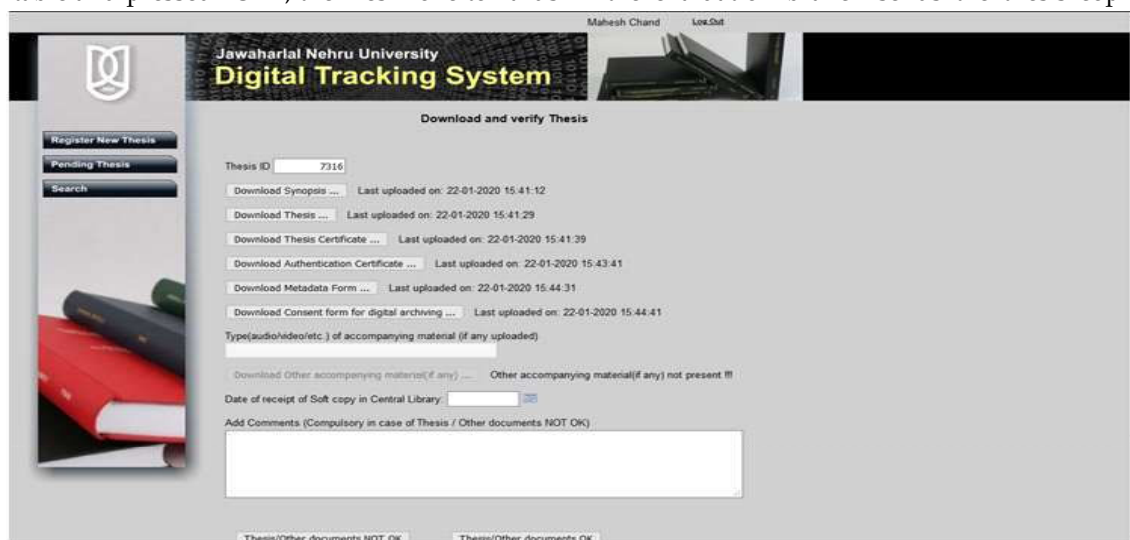 Mahesh Chand Log Out
Jawaharlal Nehru University
Digital Tracking System
Download and verify Thesis
Register New Thesis
Pending Thesis
Search
Thesis ID 7316
Download Synopsis ... Last uploaded on: 22-01-2020 15:41:12
Download Thesis ... Last uploaded on: 22-01-2020 15:41:29
Download Thesis Certificate ... Last uploaded on: 22-01-2020 15:41:39
Download Authentication Certificate ... Last uploaded on: 22-01-2020 15:43:41
Download Metadata Form ... Last uploaded on: 22-01-2020 15:44:31
Download Consent form for digital archiving ... Last uploaded on: 22-01-2020 15:44:41
Type(audio/video/etc.) of accompanying material (if any uploaded)
Download Other accompanying material(if any) ... Other accompanying material(if any) not present !!!
Date of receipt of Soft copy in Central Library:
Add Comments (Compulsory in case of Thesis / Other documents NOT OK)
Thesis/Other documents NOT OK Thesis/Other documents OK